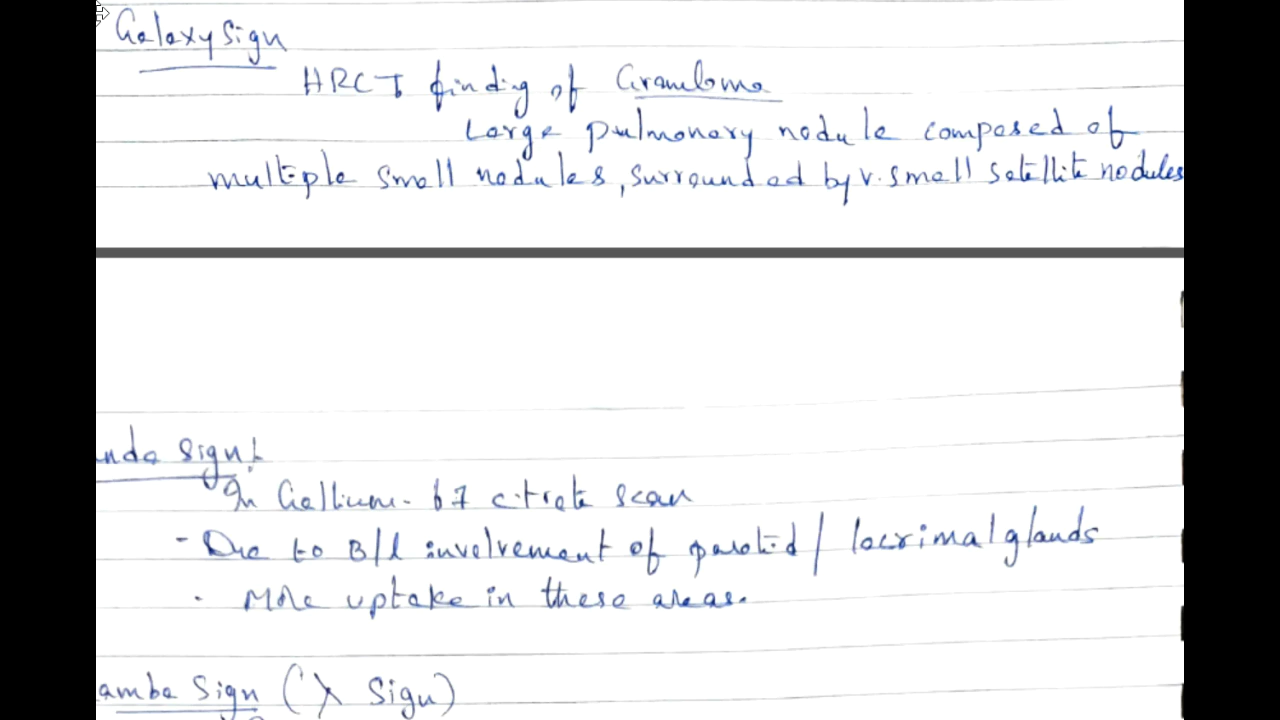 Galaxy Sign
HRCT finding of Granuloma
Large pulmonary nodule composed of
multiple small nodules, surrounded by v. small satellite nodules
nda Sign:
In Gallium-67 citrate scan
- Due to B/L involvement of parotid / lacrimal glands
- More uptake in these areas.
amba Sign (λ Sign)